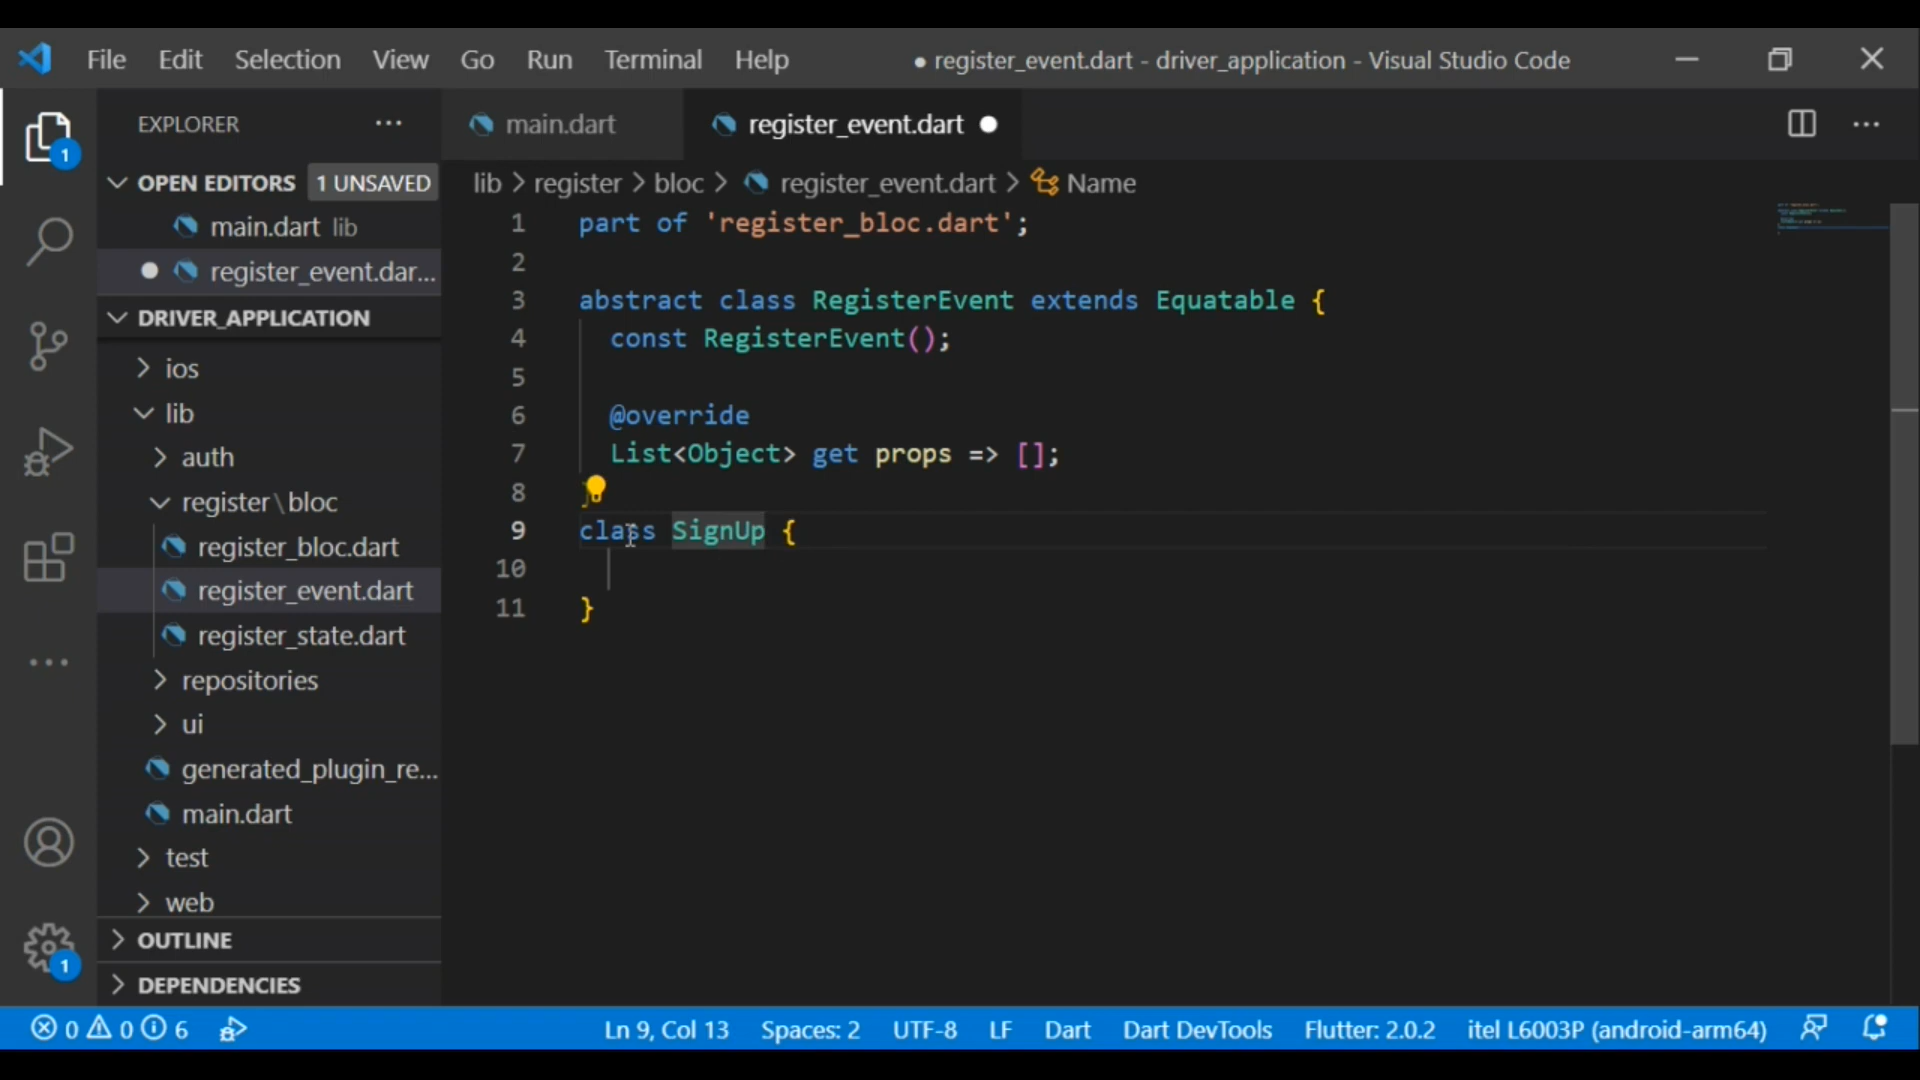 File Edit Selection View Go Run Terminal Help ● register_event.dart - driver_application - Visual Studio Code
EXPLORER ...
main.dart
register_event.dart
OPEN EDITORS 1 UNSAVED
main.dart lib
register_event.dar...
DRIVER_APPLICATION
ios
lib
auth
register\bloc
register_bloc.dart
register_event.dart
register_state.dart
repositories
ui
generated_plugin_re...
main.dart
test
web
OUTLINE
DEPENDENCIES
1
1
lib > register > bloc > register_event.dart > Name
1 part of 'register_bloc.dart';
2
3 abstract class RegisterEvent extends Equatable {
4 const RegisterEvent();
5
6 @override
7 List<Object> get props => [];
8 }
9 class SignUp {
10
11 }
0 0 6 Ln 9, Col 13 Spaces: 2 UTF-8 LF Dart Dart DevTools Flutter: 2.0.2 itel L6003P (android-arm64)